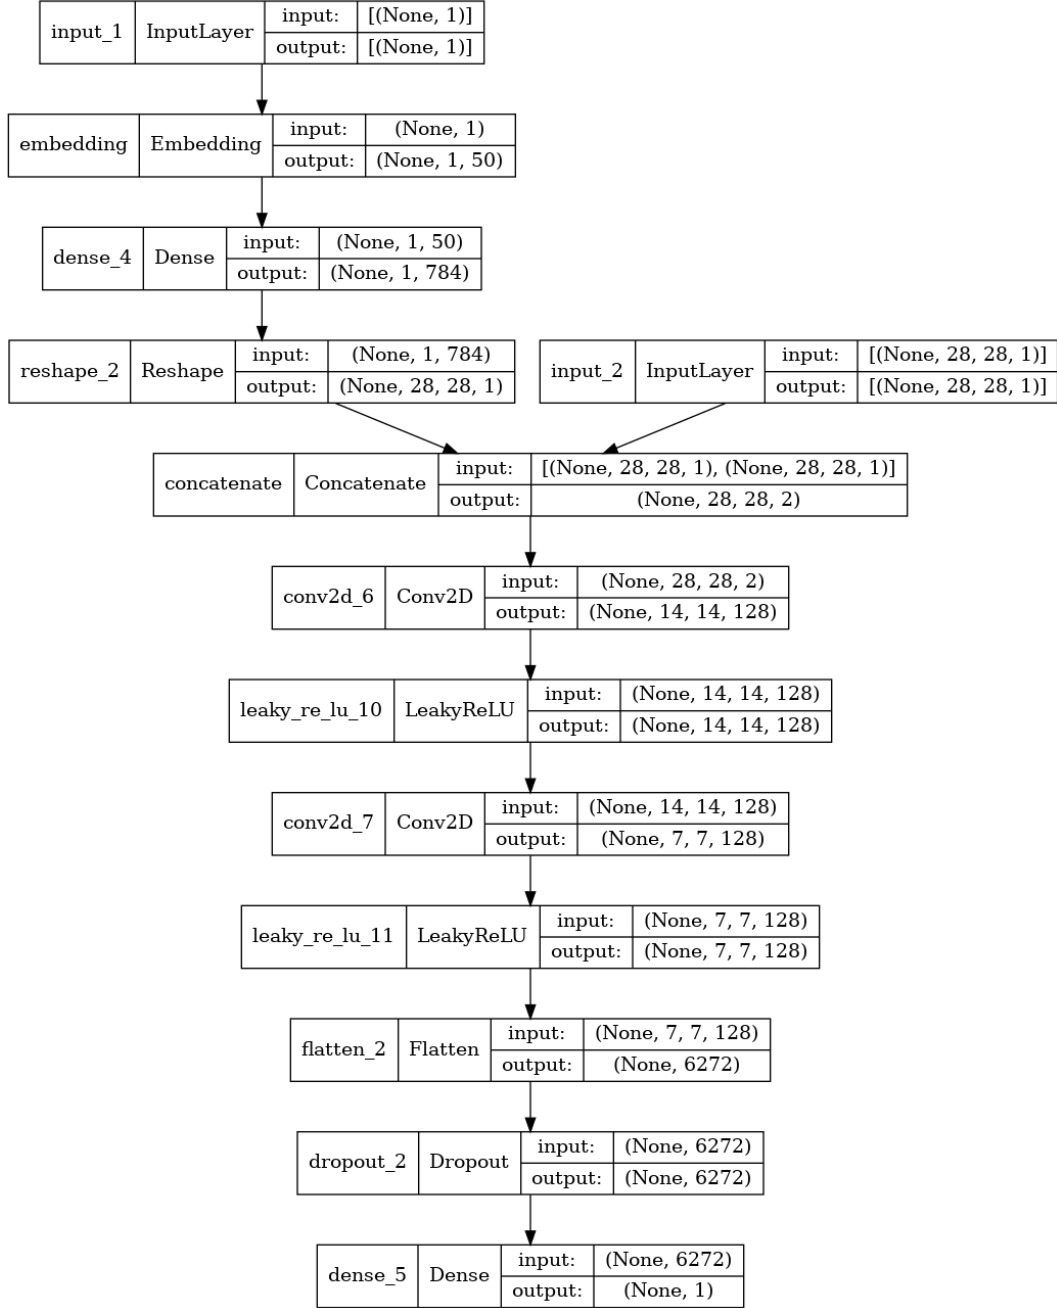 input_1 InputLayer input: [(None, 1)]
output: [(None, 1)]
embedding Embedding input: (None, 1)
output: (None, 1, 50)
dense_4 Dense input: (None, 1, 50)
output: (None, 1, 784)
reshape_2 Reshape input: (None, 1, 784)
output: (None, 28, 28, 1)
input_2 InputLayer input: [(None, 28, 28, 1)]
output: [(None, 28, 28, 1)]
concatenate Concatenate input: [(None, 28, 28, 1), (None, 28, 28, 1)]
output: (None, 28, 28, 2)
conv2d_6 Conv2D input: (None, 28, 28, 2)
output: (None, 14, 14, 128)
leaky_re_lu_10 LeakyReLU input: (None, 14, 14, 128)
output: (None, 14, 14, 128)
conv2d_7 Conv2D input: (None, 14, 14, 128)
output: (None, 7, 7, 128)
leaky_re_lu_11 LeakyReLU input: (None, 7, 7, 128)
output: (None, 7, 7, 128)
flatten_2 Flatten input: (None, 7, 7, 128)
output: (None, 6272)
dropout_2 Dropout input: (None, 6272)
output: (None, 6272)
dense_5 Dense input: (None, 6272)
output: (None, 1)